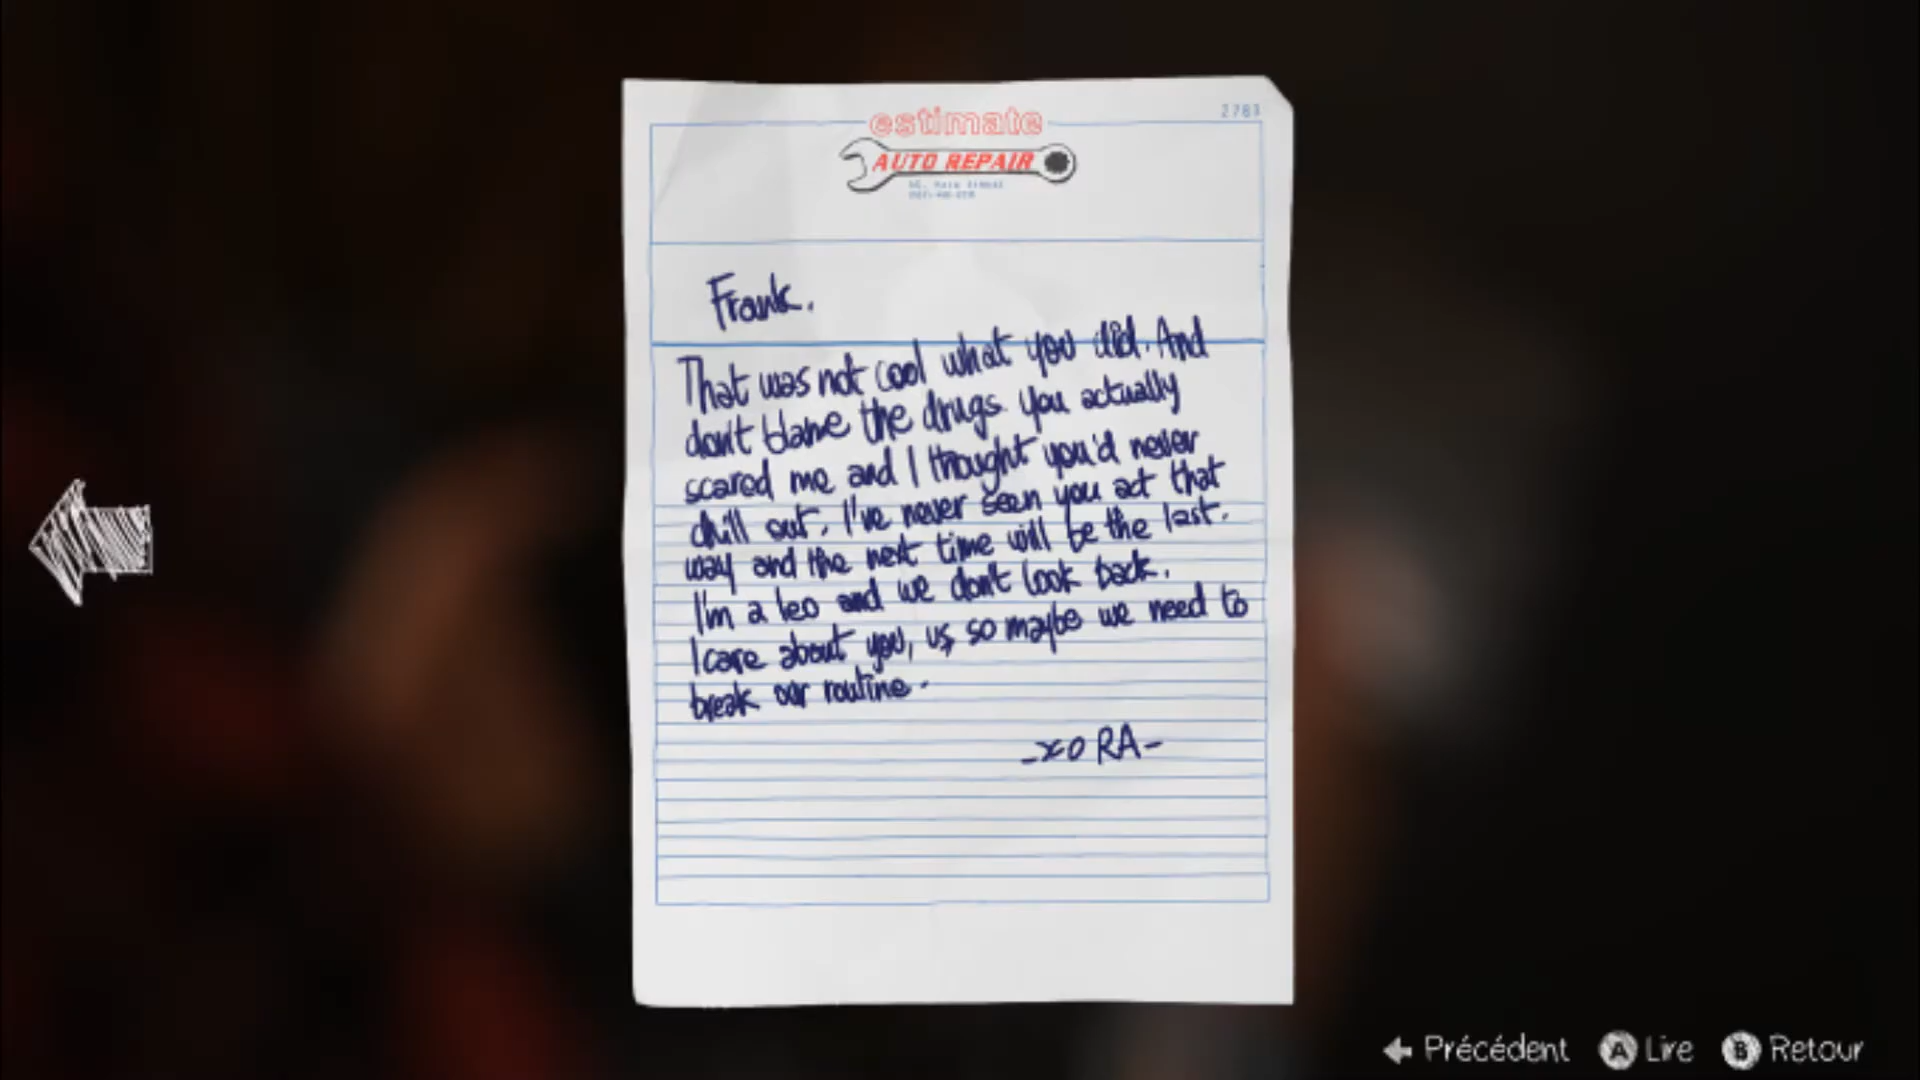 2783
estimate
AUTO REPAIR
Frank.
That was not cool what you did. And
don't blame the drugs you actually
scared me and I thought you'd never
chill out. I've never seen you act that
way and the next time will be the last.
I'm a leo and we don't look back.
I care about you, us, so maybe we need to
break our routine.
-xo RA-
Précédent
A Lire
B Retour